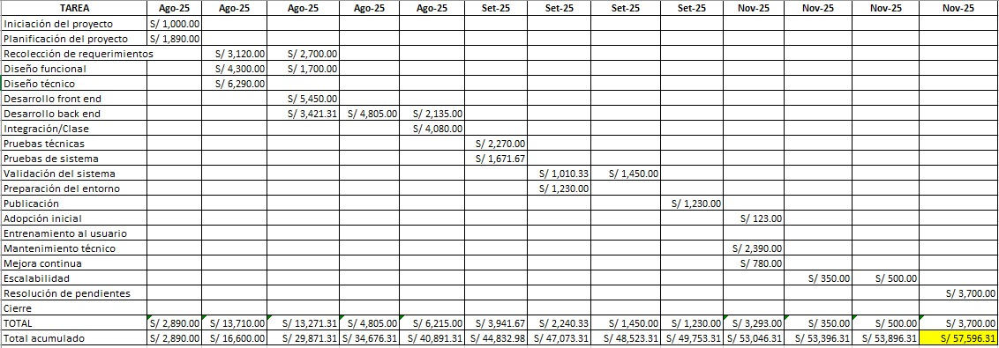 TAREA Ago-25 Ago-25 Ago-25 Ago-25 Ago-25 Set-25 Set-25 Set-25 Set-25 Nov-25 Nov-25 Nov-25 Nov-25
Iniciación del proyecto S/ 1,000.00
Planificación del proyecto S/ 1,890.00
Recolección de requerimientos S/ 3,120.00 S/ 2,700.00
Diseño funcional S/ 4,300.00 S/ 1,700.00
Diseño técnico S/ 6,290.00
Desarrollo front end S/ 5,450.00
Desarrollo back end S/ 3,421.31 S/ 4,805.00 S/ 2,135.00
Integración/Clase S/ 4,080.00
Pruebas técnicas S/ 2,270.00
Pruebas de sistema S/ 1,671.67
Validación del sistema S/ 1,010.33 S/ 1,450.00
Preparación del entorno S/ 1,230.00
Publicación S/ 1,230.00
Adopción inicial S/ 123.00
Entrenamiento al usuario
Mantenimiento técnico S/ 2,390.00
Mejora continua S/ 780.00
Escalabilidad S/ 350.00 S/ 500.00
Resolución de pendientes S/ 3,700.00
Cierre
TOTAL S/ 2,890.00 S/ 13,710.00 S/ 13,271.31 S/ 4,805.00 S/ 6,215.00 S/ 3,941.67 S/ 2,240.33 S/ 1,450.00 S/ 1,230.00 S/ 3,293.00 S/ 350.00 S/ 500.00 S/ 3,700.00
Total acumulado S/ 2,890.00 S/ 16,600.00 S/ 29,871.31 S/ 34,676.31 S/ 40,891.31 S/ 44,832.98 S/ 47,073.31 S/ 48,523.31 S/ 49,753.31 S/ 53,046.31 S/ 53,396.31 S/ 53,896.31 S/ 57,596.31